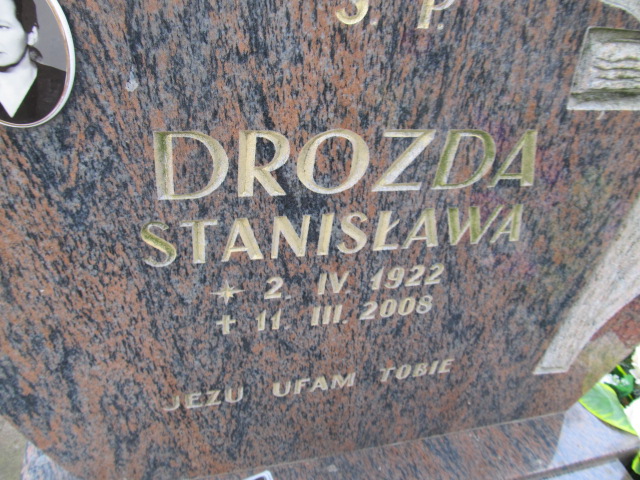 Ś. P.
DROZDA
STANISŁAWA
* 2. IV. 1922
+ 11. III. 2008
JEZU UFAM TOBIE